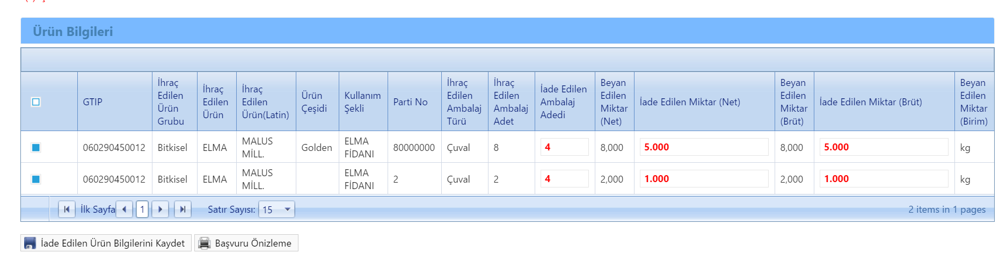 Ürün Bilgileri
GTIP
İhraç Edilen Ürün Grubu
İhraç Edilen Ürün
İhraç Edilen Ürün(Latin)
Ürün Çeşidi
Kullanım Şekli
Parti No
İhraç Edilen Ambalaj Türü
İhraç Edilen Ambalaj Adet
İade Edilen Ambalaj Adedi
Beyan Edilen Miktar (Net)
İade Edilen Miktar (Net)
Beyan Edilen Miktar (Brüt)
İade Edilen Miktar (Brüt)
Beyan Edilen Miktar (Birim)
060290450012 Bitkisel ELMA MALUS MİLL. Golden ELMA FİDANI 80000000 Çuval 8 4 8,000 5.000 8,000 5.000 kg
060290450012 Bitkisel ELMA MALUS MİLL. ELMA FİDANI 2 Çuval 2 4 2,000 1.000 2,000 1.000 kg
İlk Sayfa 1 Satır Sayısı: 15 2 items in 1 pages
İade Edilen Ürün Bilgilerini Kaydet Başvuru Önizleme